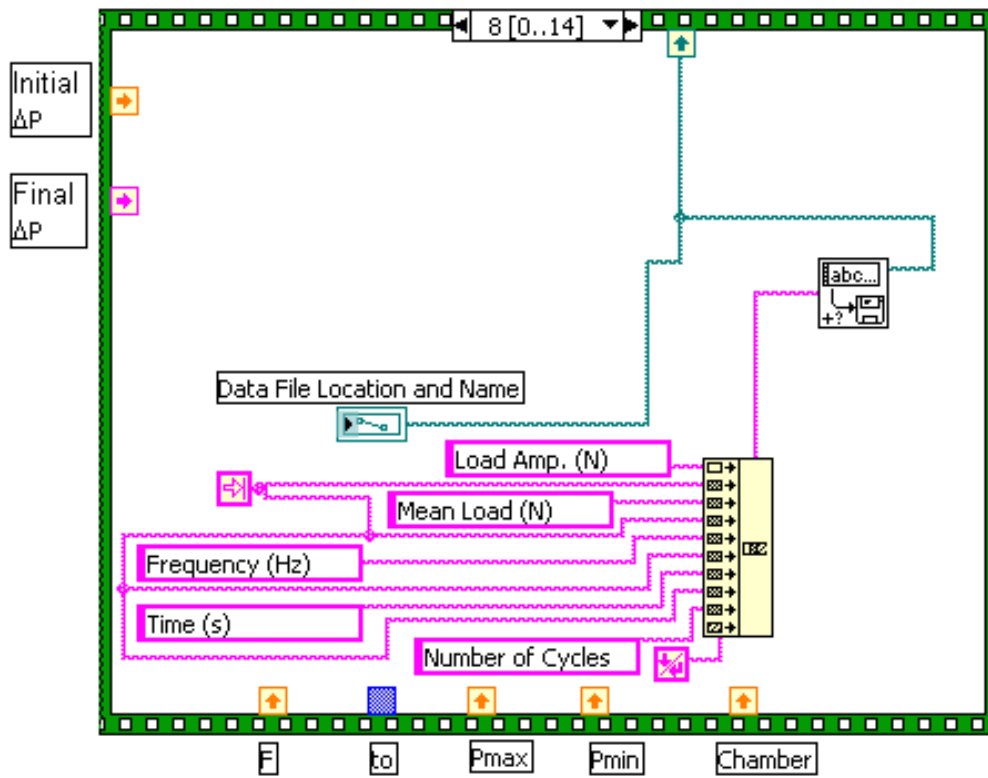 8 [0..14]
Initial
ΔP
Final
ΔP
abc...
+?
Data File Location and Name
Load Amp. (N)
Mean Load (N)
Frequency (Hz)
Time (s)
Number of Cycles
F
to
Pmax
Pmin
Chamber